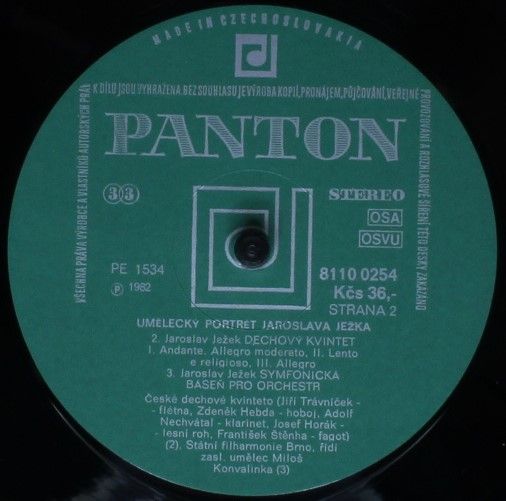 MADE IN CZECHOSLOVAKIA
VŠECHNA PRÁVA VÝROBCE A VLASTNÍKŮ AUTORSKÝCH PRÁV K DÍLU JSOU VYHRAZENA. BEZ SOUHLASU JE VÝROBA KOPIÍ, PRONÁJEM, PŮJČOVÁNÍ, VEŘEJNÉ PROVOZOVÁNÍ A ROZHLASOVÉ ŠÍŘENÍ TÉTO DESKY ZAKÁZÁNO
PANTON
33
STEREO
OSA
OSVU
PE 1534
8110 0254
℗ 1982
Kčs 36,-
STRANA 2
UMĚLECKÝ PORTRÉT JAROSLAVA JEŽKA
2. Jaroslav Ježek DECHOVÝ KVINTET
I. Andante. Allegro moderato, II. Lento
e religioso, III. Allegro
3. Jaroslav Ježek SYMFONICKÁ
BÁSEŇ PRO ORCHESTR
České dechové kvinteto (Jiří Trávníček -
- flétna, Zdeněk Hebda - hoboj, Adolf
Nechvátal - klarinet, Josef Horák -
- lesní roh, František Štěnha - fagot)
(2), Státní filharmonie Brno, řídí
zasl. umělec Miloš
Konvalinka (3)